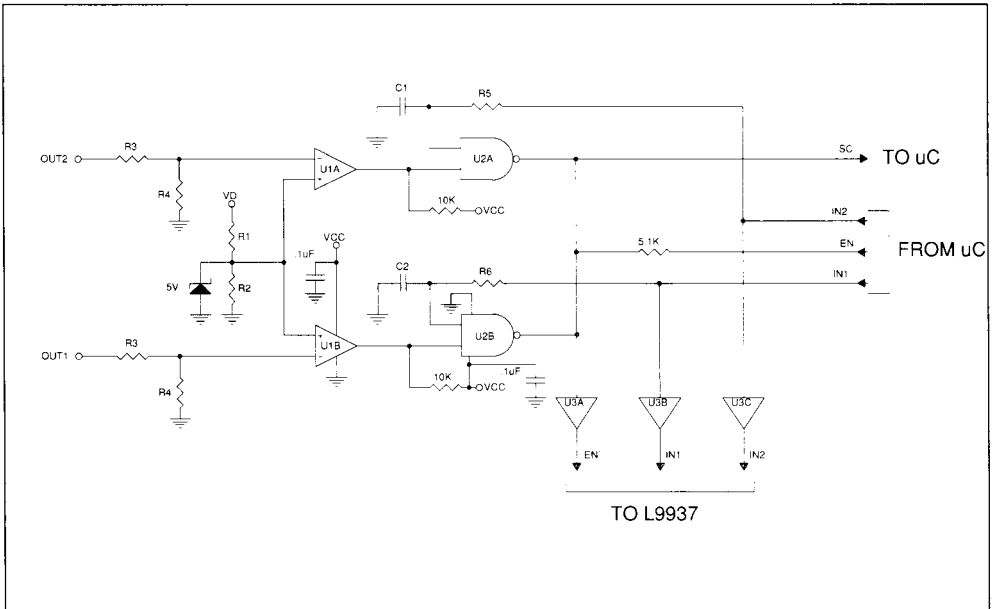 C1
R5
OUT2
R3
U1A
U2A
SC
TO uC
R4
VD
10K
VCC
IN2
R1
VCC
5 1K
EN
FROM uC
.1uF
C2
R6
IN1
5V
R2
OUT1
R3
U1B
U2B
R4
10K
VCC
.1uF
U3A
U3B
U3C
EN
IN1
IN2
TO L9937